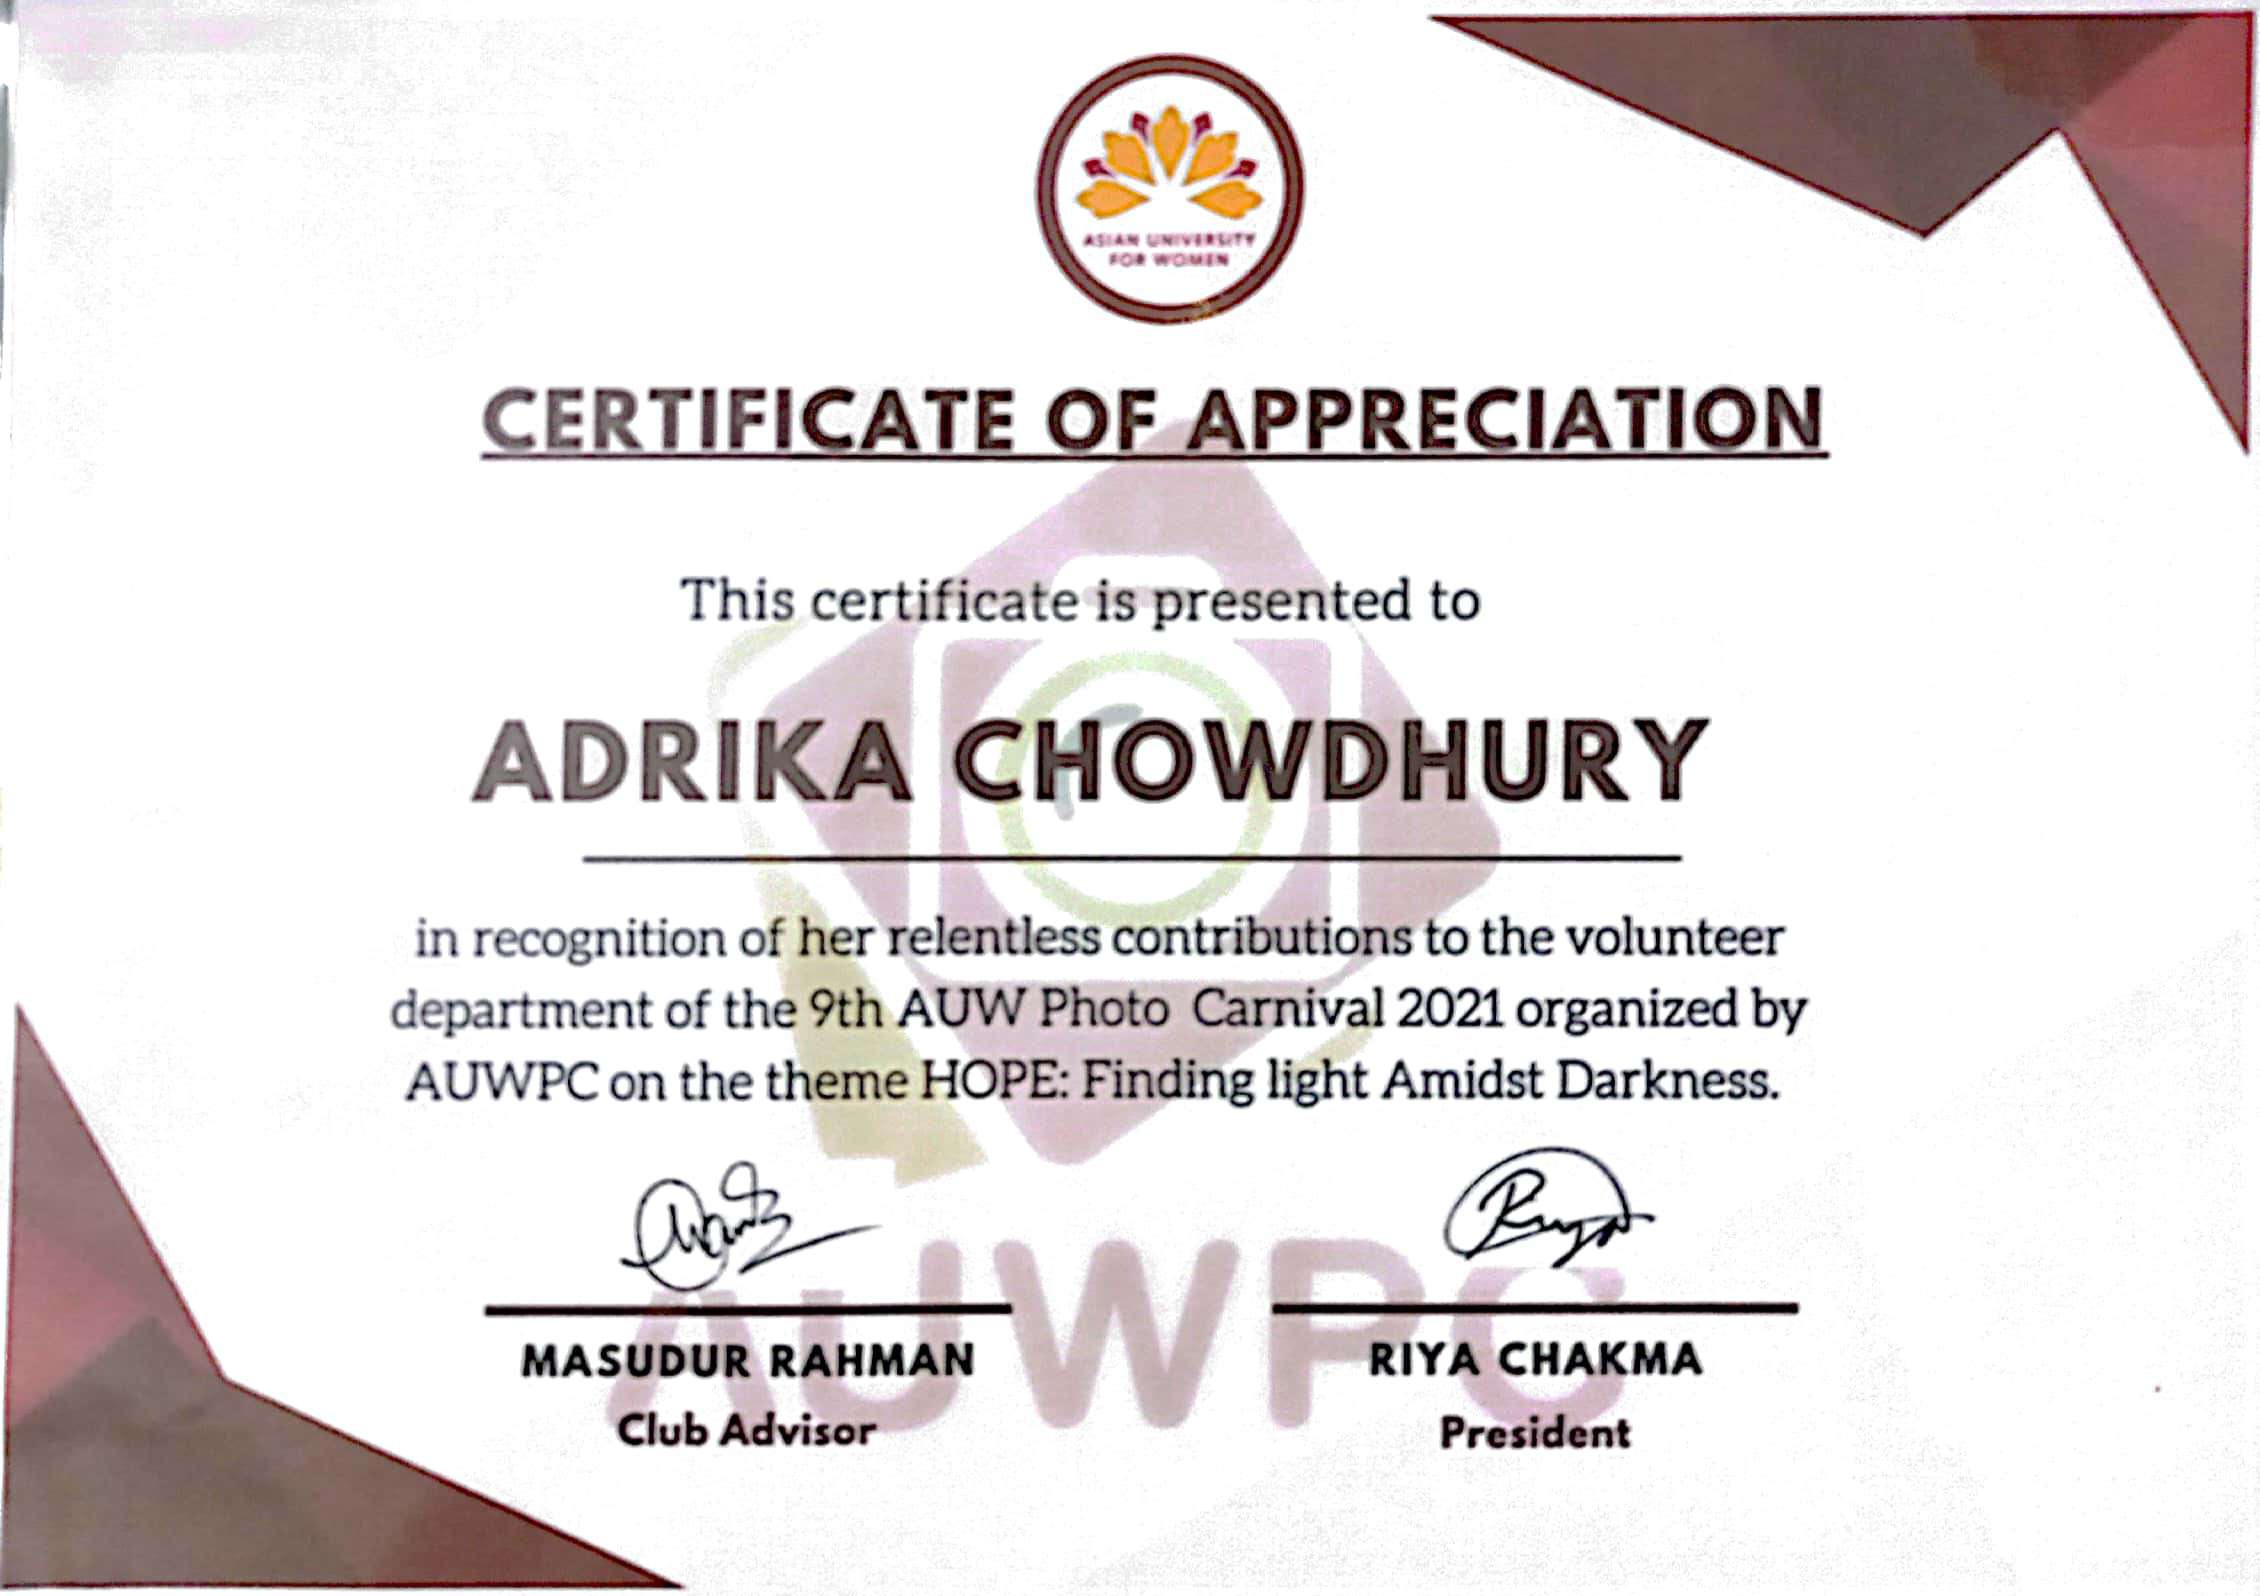 ASIAN UNIVERSITY
FOR WOMEN
CERTIFICATE OF APPRECIATION
This certificate is presented to
ADRIKA CHOWDHURY
in recognition of her relentless contributions to the volunteer
department of the 9th AUW Photo Carnival 2021 organized by
AUWPC on the theme HOPE: Finding light Amidst Darkness.
Riya
AUWPC
MASUDUR RAHMAN
RIYA CHAKMA
Club Advisor
President